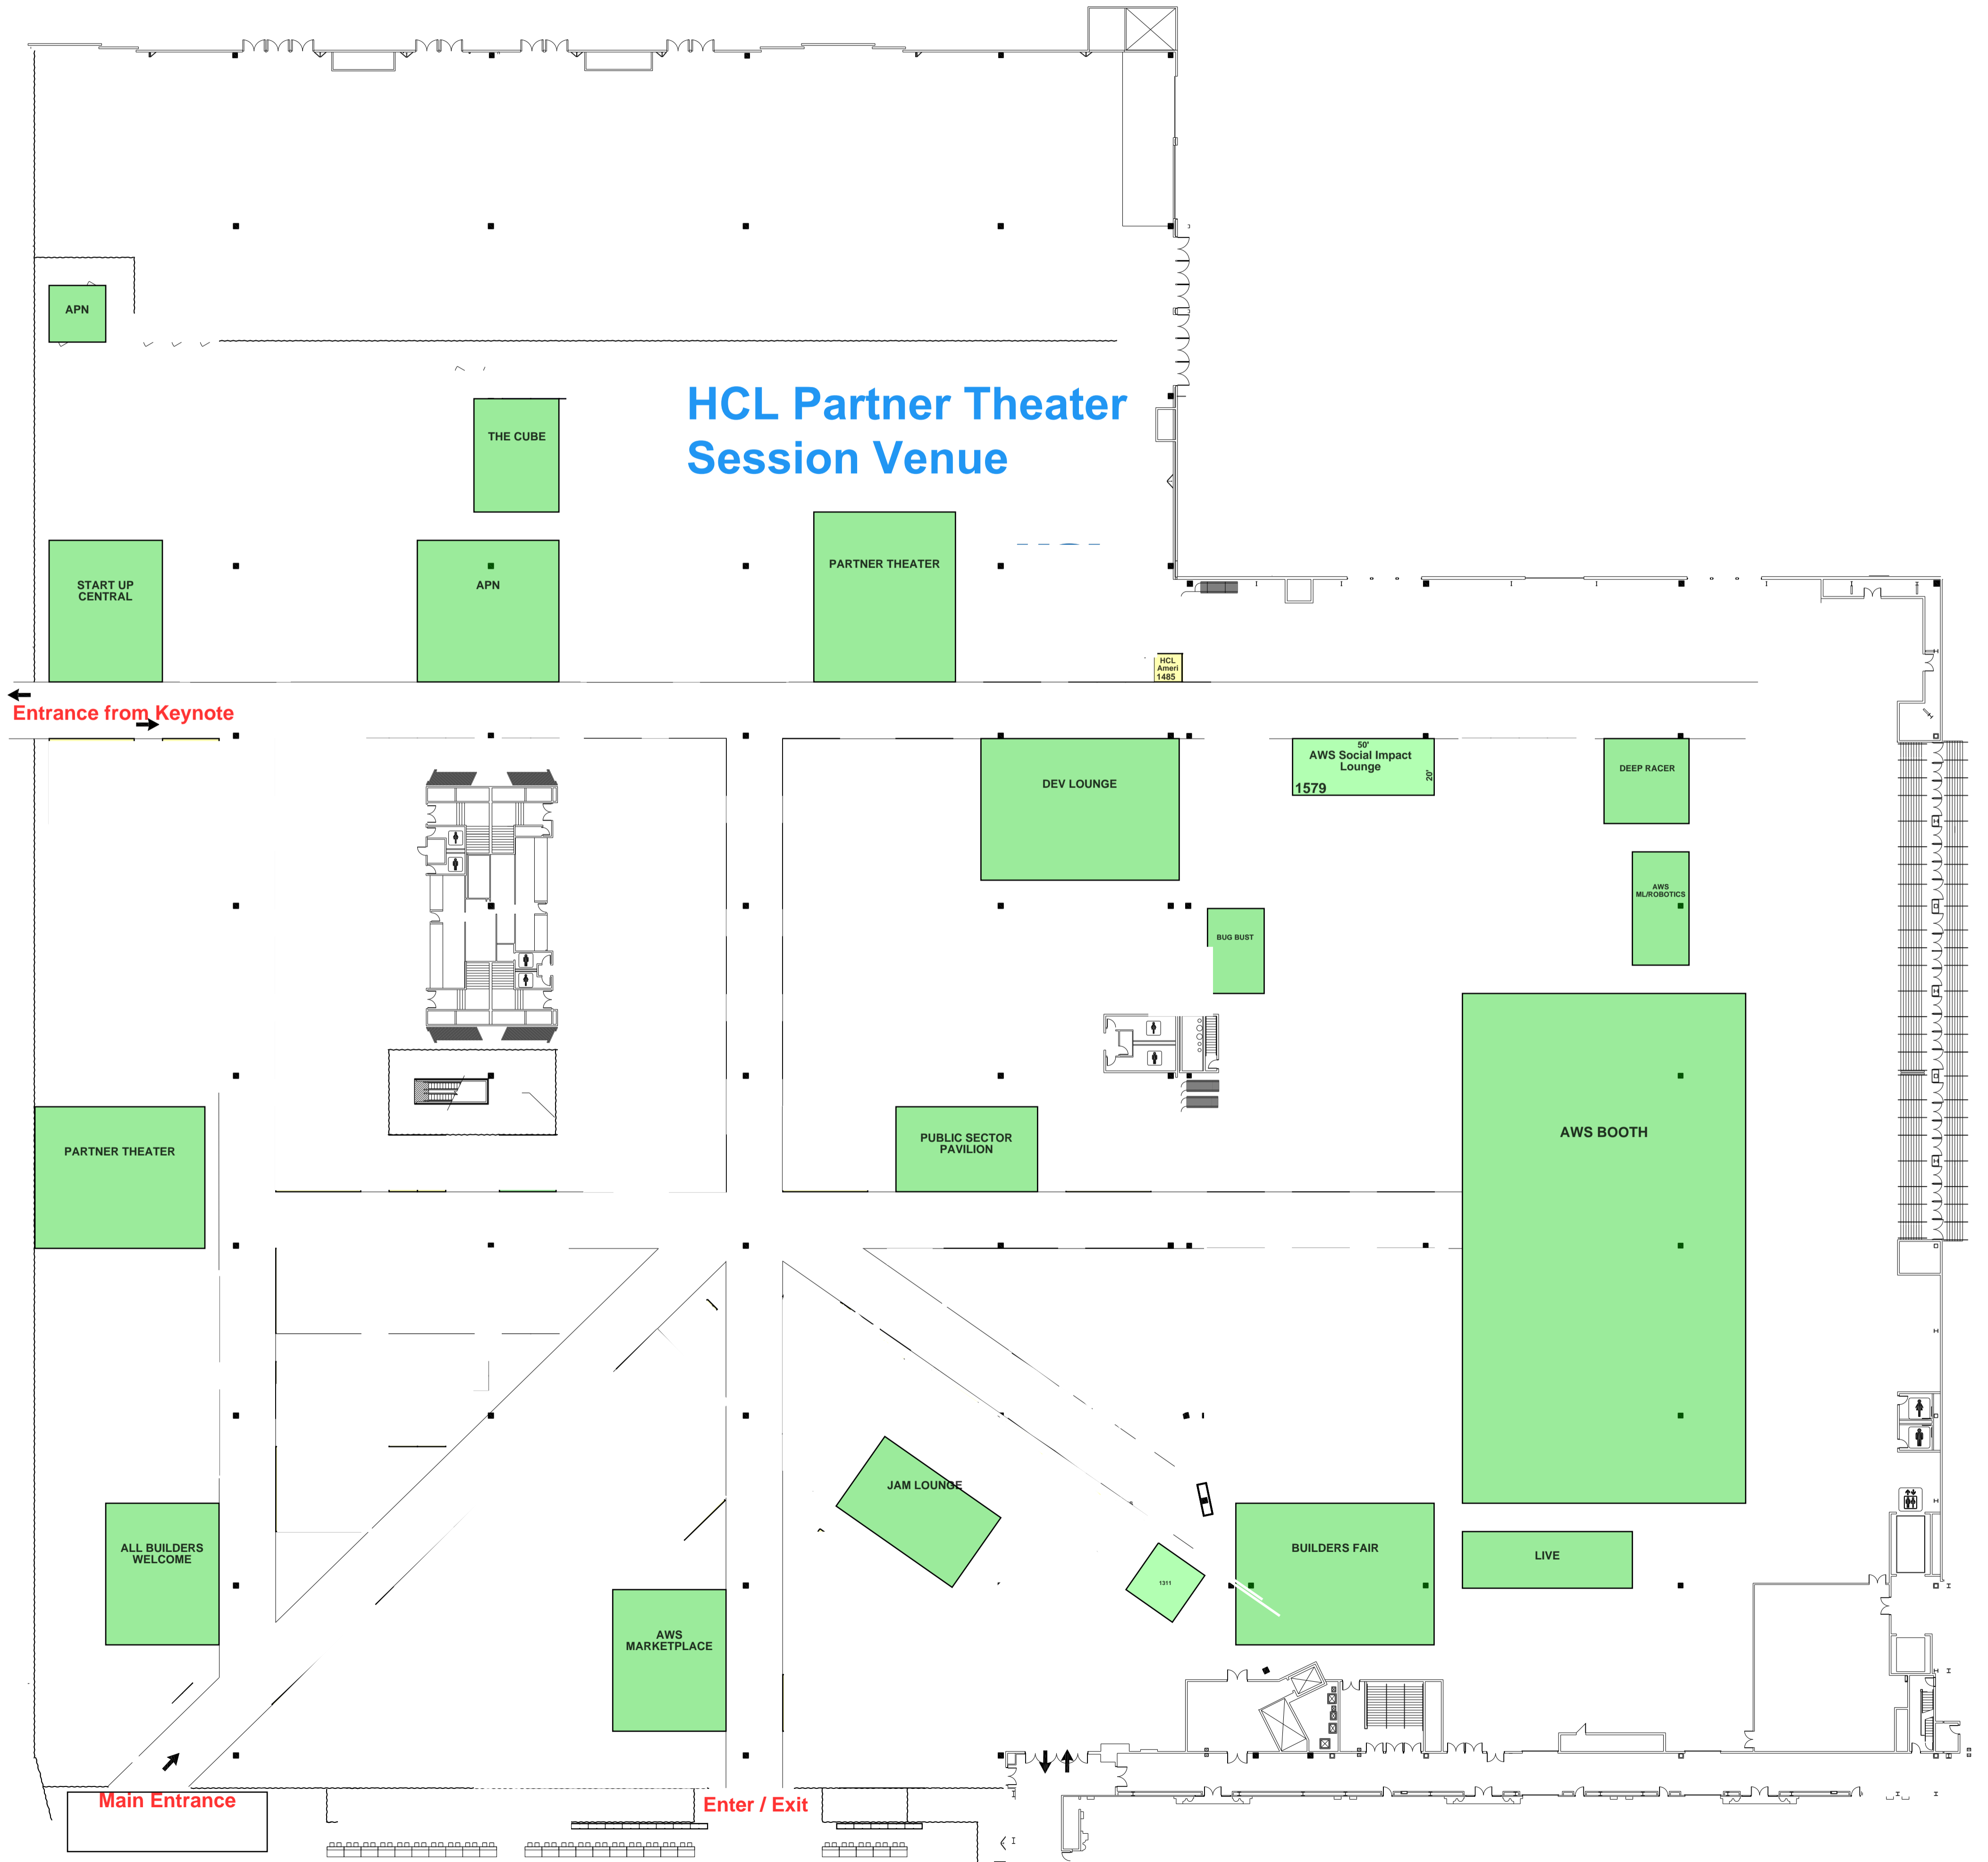 APN
HCL Partner Theater
Session Venue
THE CUBE
START UP
CENTRAL
APN
PARTNER THEATER
HCL
Ameri
1485
Entrance from Keynote
DEV LOUNGE
50'
AWS Social Impact
Lounge
20'
1579
DEEP RACER
AWS
ML/ROBOTICS
BUG BUST
PARTNER THEATER
PUBLIC SECTOR
PAVILION
AWS BOOTH
JAM LOUNGE
ALL BUILDERS
WELCOME
BUILDERS FAIR
LIVE
1311
AWS
MARKETPLACE
Main Entrance
Enter / Exit